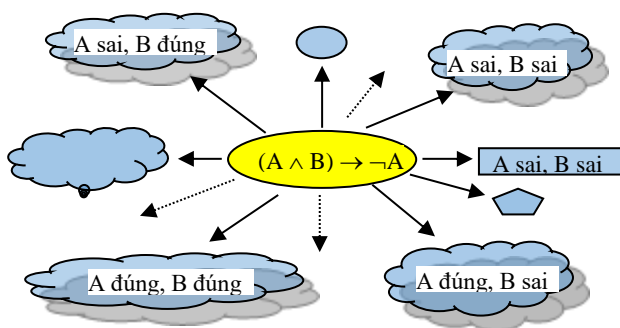 A sai, B đúng
A sai, B sai
(A ∧ B) → ¬A
A sai, B sai
A đúng, B đúng
A đúng, B sai